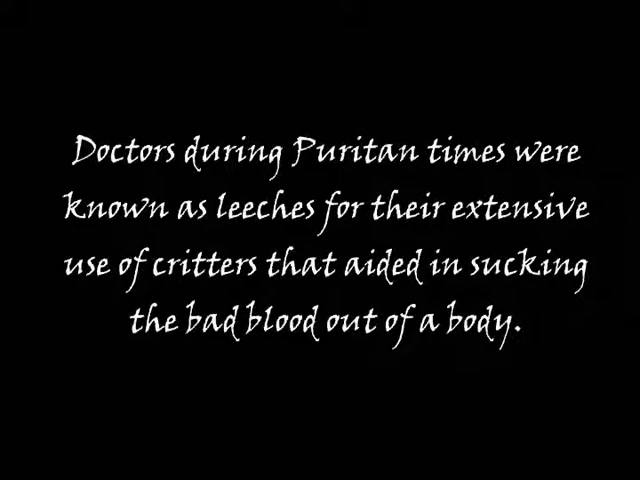 Doctors during Puritan times were
known as leeches for their extensive
use of critters that aided in sucking
the bad blood out of a body.